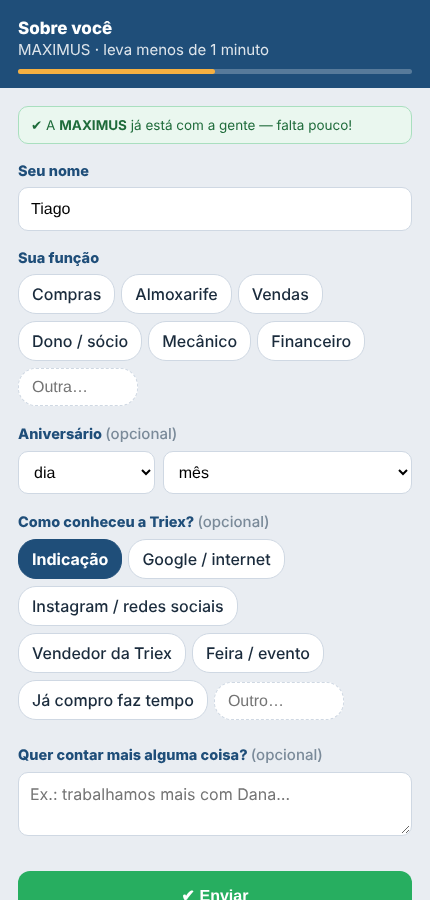 Sobre você
MAXIMUS · leva menos de 1 minuto
✔ A MAXIMUS já está com a gente — falta pouco!
Seu nome
Tiago
Sua função
Compras Almoxarife Vendas
Dono / sócio Mecânico Financeiro
Outra…
Aniversário (opcional)
dia mês
Como conheceu a Triex? (opcional)
Indicação Google / internet
Instagram / redes sociais
Vendedor da Triex Feira / evento
Já compro faz tempo Outro…
Quer contar mais alguma coisa? (opcional)
Ex.: trabalhamos mais com Dana...
✔ Enviar